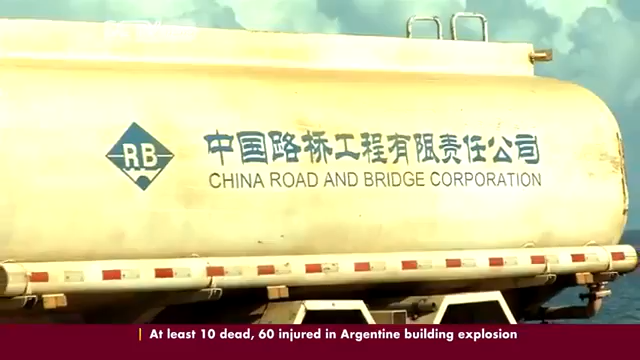 RB
中国路桥工程有限责任公司
CHINA ROAD AND BRIDGE CORPORATION
At least 10 dead, 60 injured in Argentine building explosion